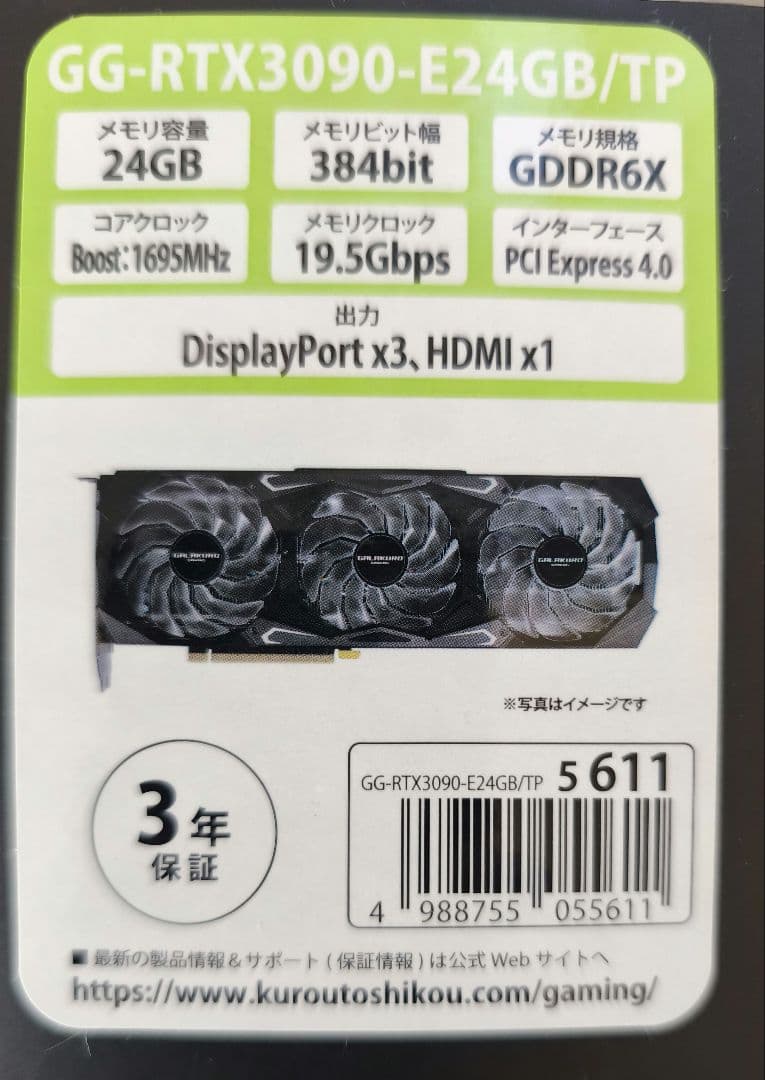 GG-RTX3090-E24GB/TP
メモリ容量
24GB
メモリビット幅
384bit
メモリ規格
GDDR6X
コアクロック
Boost:1695MHz
メモリクロック
19.5Gbps
インターフェース
PCI Express 4.0
出力
DisplayPort x3、HDMI x1
GALAKURO
GAMING
GALAKURO
GAMING
GALAKURO
GAMING
※写真はイメージです
3年
保証
GG-RTX3090-E24GB/TP 5 611
4 988755 055611
■ 最新の製品情報&サポート(保証情報)は公式Webサイトへ
https://www.kuroutoshikou.com/gaming/